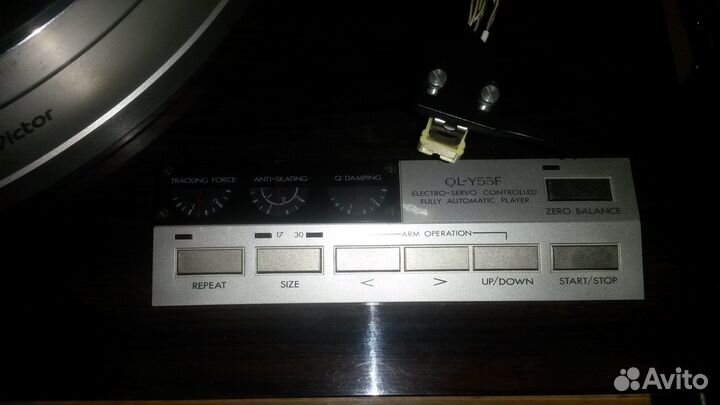 Victor
TRACKING FORCE ANTI-SKATING Q DAMPING
QL-Y55F
ELECTRO-SERVO CONTROLLED
FULLY AUTOMATIC PLAYER
ZERO BALANCE
17 30
ARM OPERATION
REPEAT SIZE < > UP/DOWN START/STOP
Avito